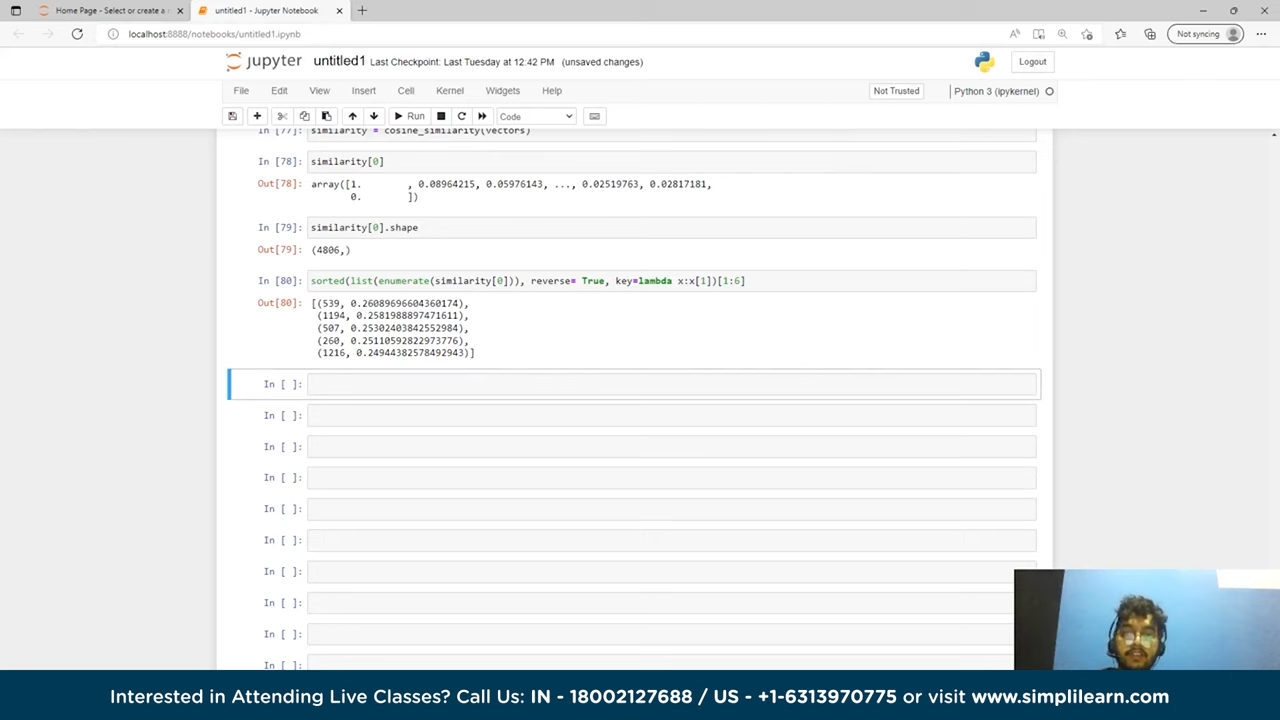 Home Page - Select or create a n
untitled1 - Jupyter Notebook
localhost:8888/notebooks/untitled1.ipynb
Not syncing
jupyter untitled1 Last Checkpoint: Last Tuesday at 12:42 PM (unsaved changes)
Logout
File Edit View Insert Cell Kernel Widgets Help
Not Trusted
Python 3 (ipykernel)
Run
Code
In [77]: similarity = cosine_similarity(vectors)
In [78]: similarity[0]
Out[78]: array([1. , 0.08964215, 0.05976143, ..., 0.02519763, 0.02817181,
0. ])
In [79]: similarity[0].shape
Out[79]: (4806,)
In [80]: sorted(list(enumerate(similarity[0])), reverse= True, key=lambda x:x[1])[1:6]
Out[80]: [(539, 0.26089696604360174),
(1194, 0.2581988897471611),
(507, 0.25302403842552984),
(260, 0.25110592822973776),
(1216, 0.24944382578492943)]
In [ ]:
In [ ]:
In [ ]:
In [ ]:
In [ ]:
In [ ]:
In [ ]:
In [ ]:
In [ ]:
In [ ]:
Interested in Attending Live Classes? Call Us: IN - 18002127688 / US - +1-6313970775 or visit www.simplilearn.com